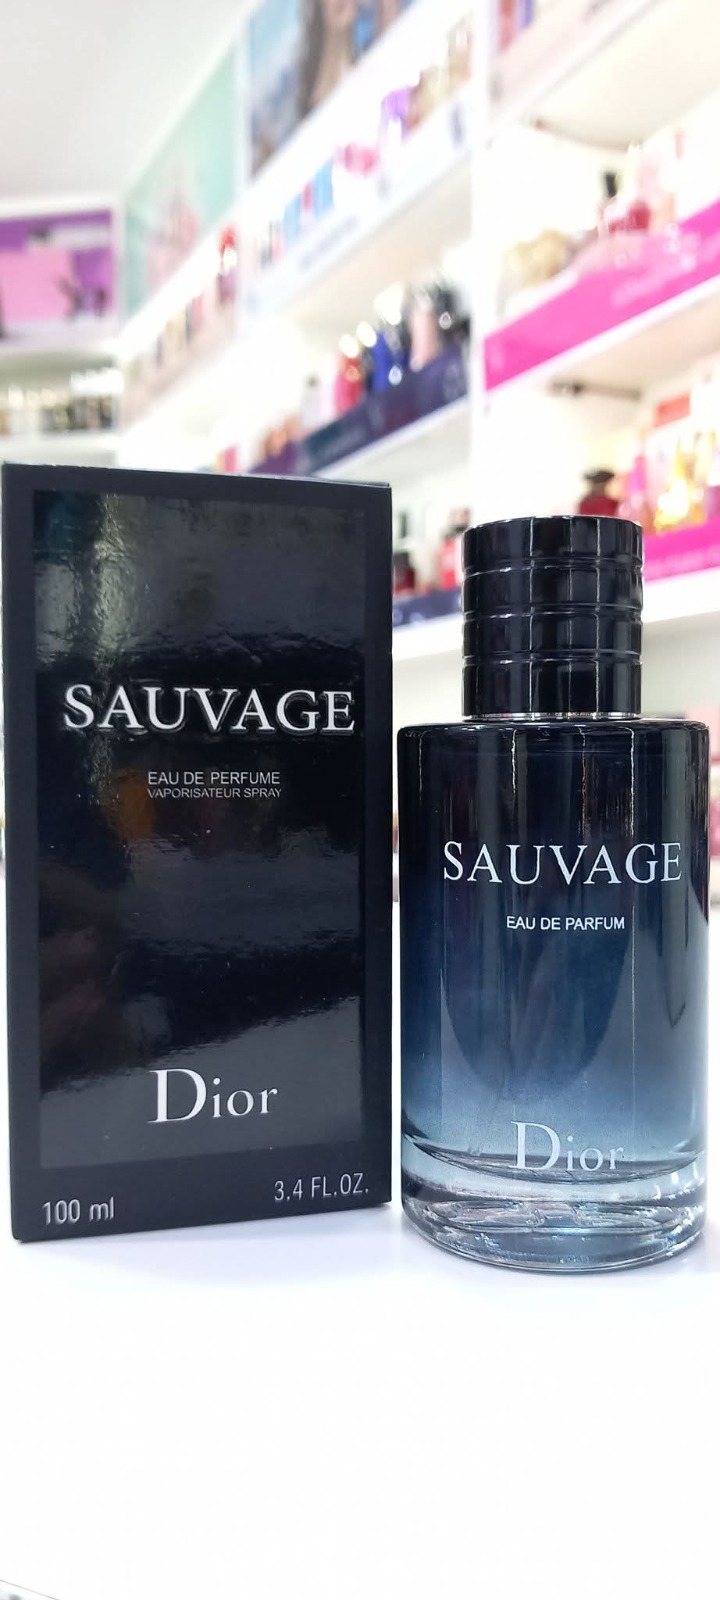 SAUVAGE
EAU DE PERFUME
VAPORISATEUR SPRAY
Dior
100 ml
3.4 FL.OZ.
SAUVAGE
EAU DE PARFUM
Dior